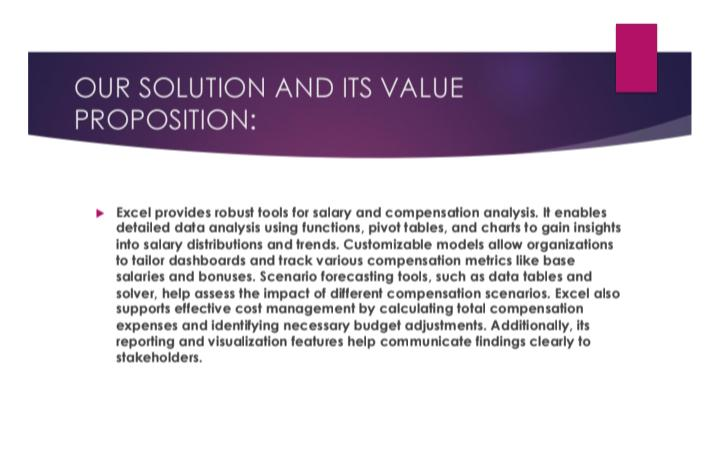 OUR SOLUTION AND ITS VALUE
PROPOSITION:
Excel provides robust tools for salary and compensation analysis. It enables
detailed data analysis using functions, pivot tables, and charts to gain insights
into salary distributions and trends. Customizable models allow organizations
to tailor dashboards and track various compensation metrics like base
salaries and bonuses. Scenario forecasting tools, such as data tables and
solver, help assess the impact of different compensation scenarios. Excel also
supports effective cost management by calculating total compensation
expenses and identifying necessary budget adjustments. Additionally, its
reporting and visualization features help communicate findings clearly to
stakeholders.